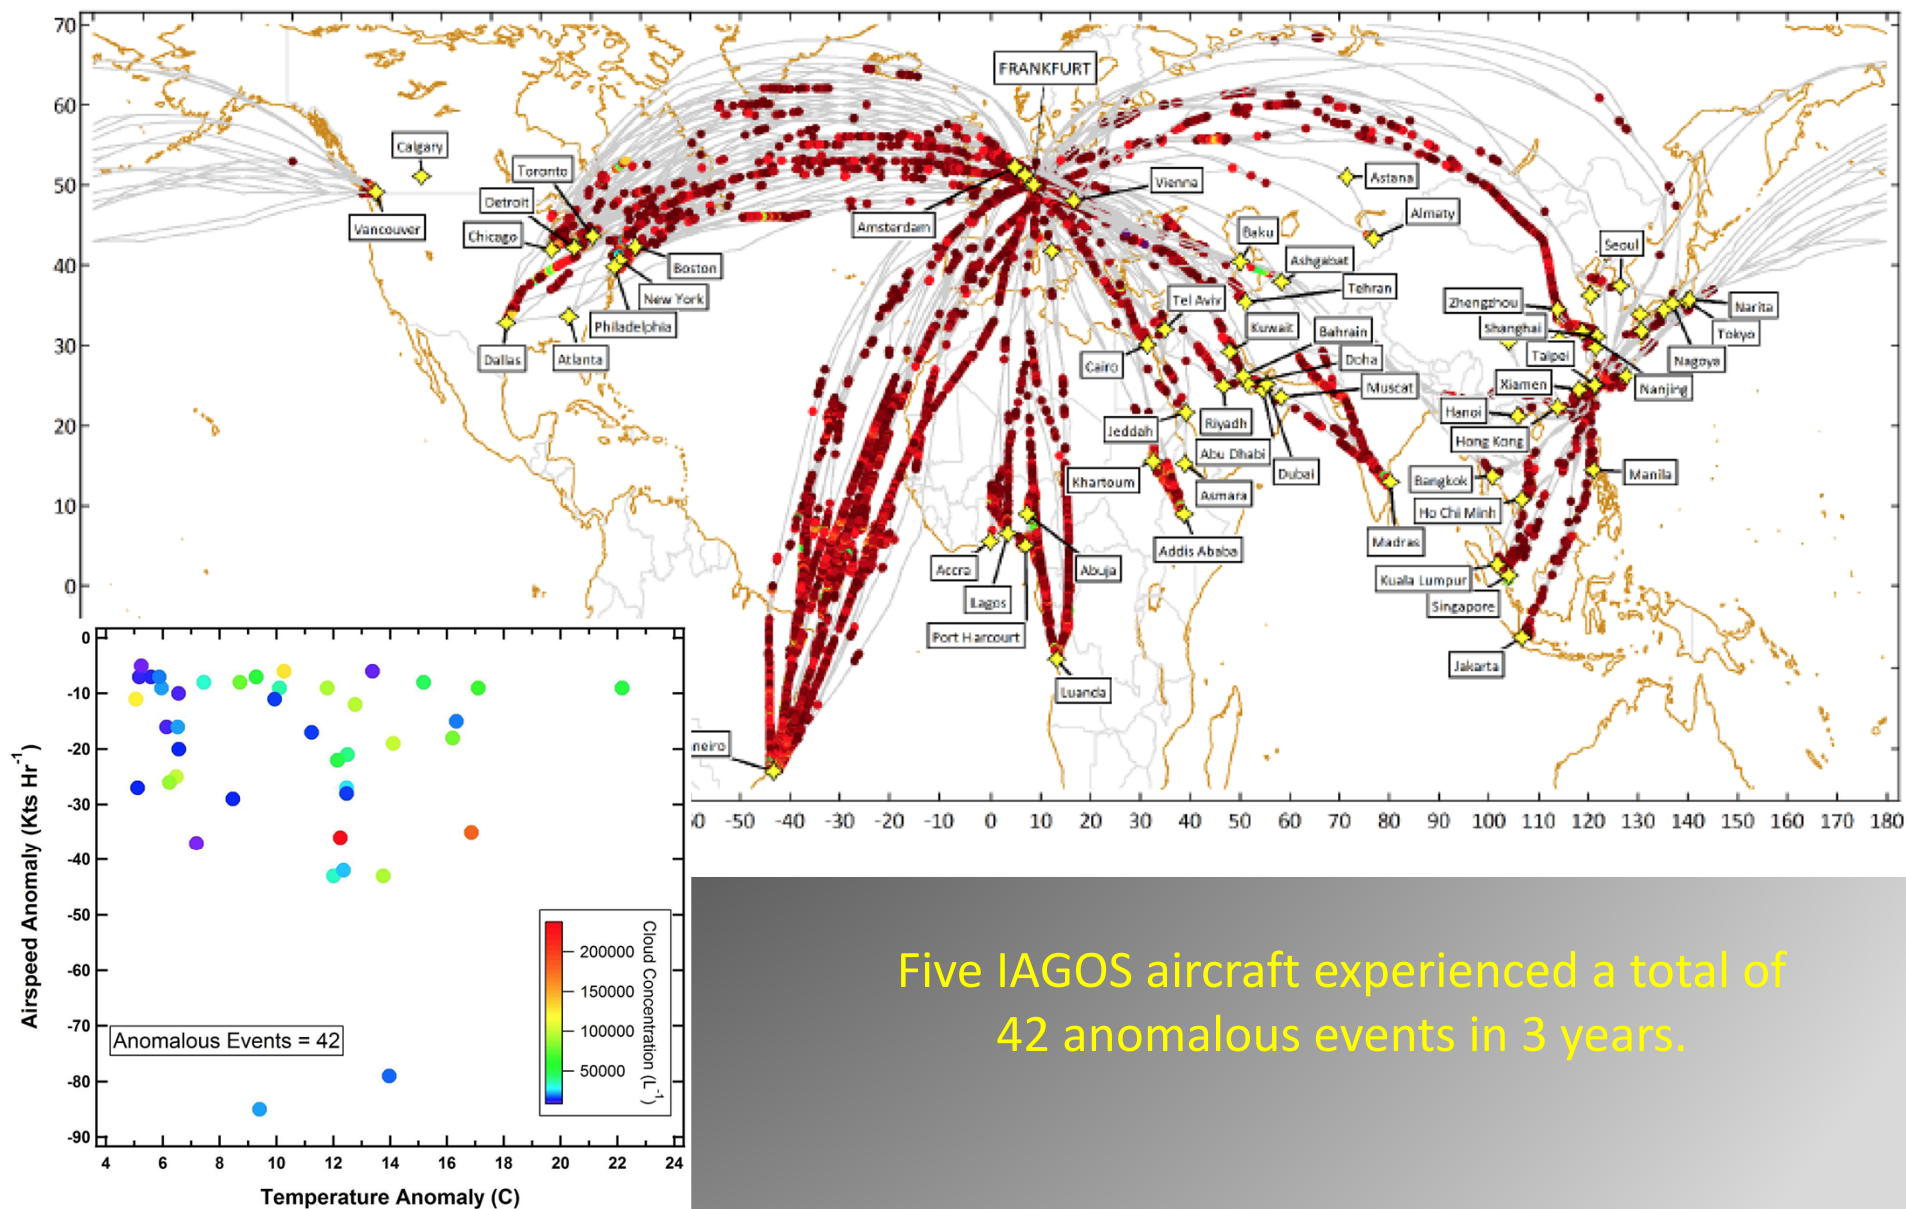 70
60
50
40
30
20
10
0
FRANKFURT
Calgary
Toronto
Detroit
Chicago
Vancouver
Boston
New York
Philadelphia
Dallas
Atlanta
Amsterdam
Vienna
Astana
Almaty
Baku
Ashgabat
Tehran
Tel Aviv
Kuwait
Bahrain
Cairo
Doha
Muscat
Jeddah
Riyadh
Abu Dhabi
Dubai
Khartoum
Asmara
Addis Ababa
Accra
Lagos
Abuja
Port Harcourt
Luanda
Madras
Seoul
Zhengzhou
Shanghai
Narita
Tokyo
Taipei
Nagoya
Xiamen
Nanjing
Hanoi
Hong Kong
Bangkok
Manila
Ho Chi Minh
Kuala Lumpur
Singapore
Jakarta
neiro
-50 -40 -30 -20 -10 0 10 20 30 40 50 60 70 80 90 100 110 120 130 140 150 160 170 180
0
-10
-20
-30
-40
-50
-60
-70
-80
-90
Airspeed Anomaly (Kts Hr-1)
Anomalous Events = 42
200000
150000
100000
50000
Cloud Concentration (L-1)
4 6 8 10 12 14 16 18 20 22 24
Temperature Anomaly (C)
Five IAGOS aircraft experienced a total of
42 anomalous events in 3 years.